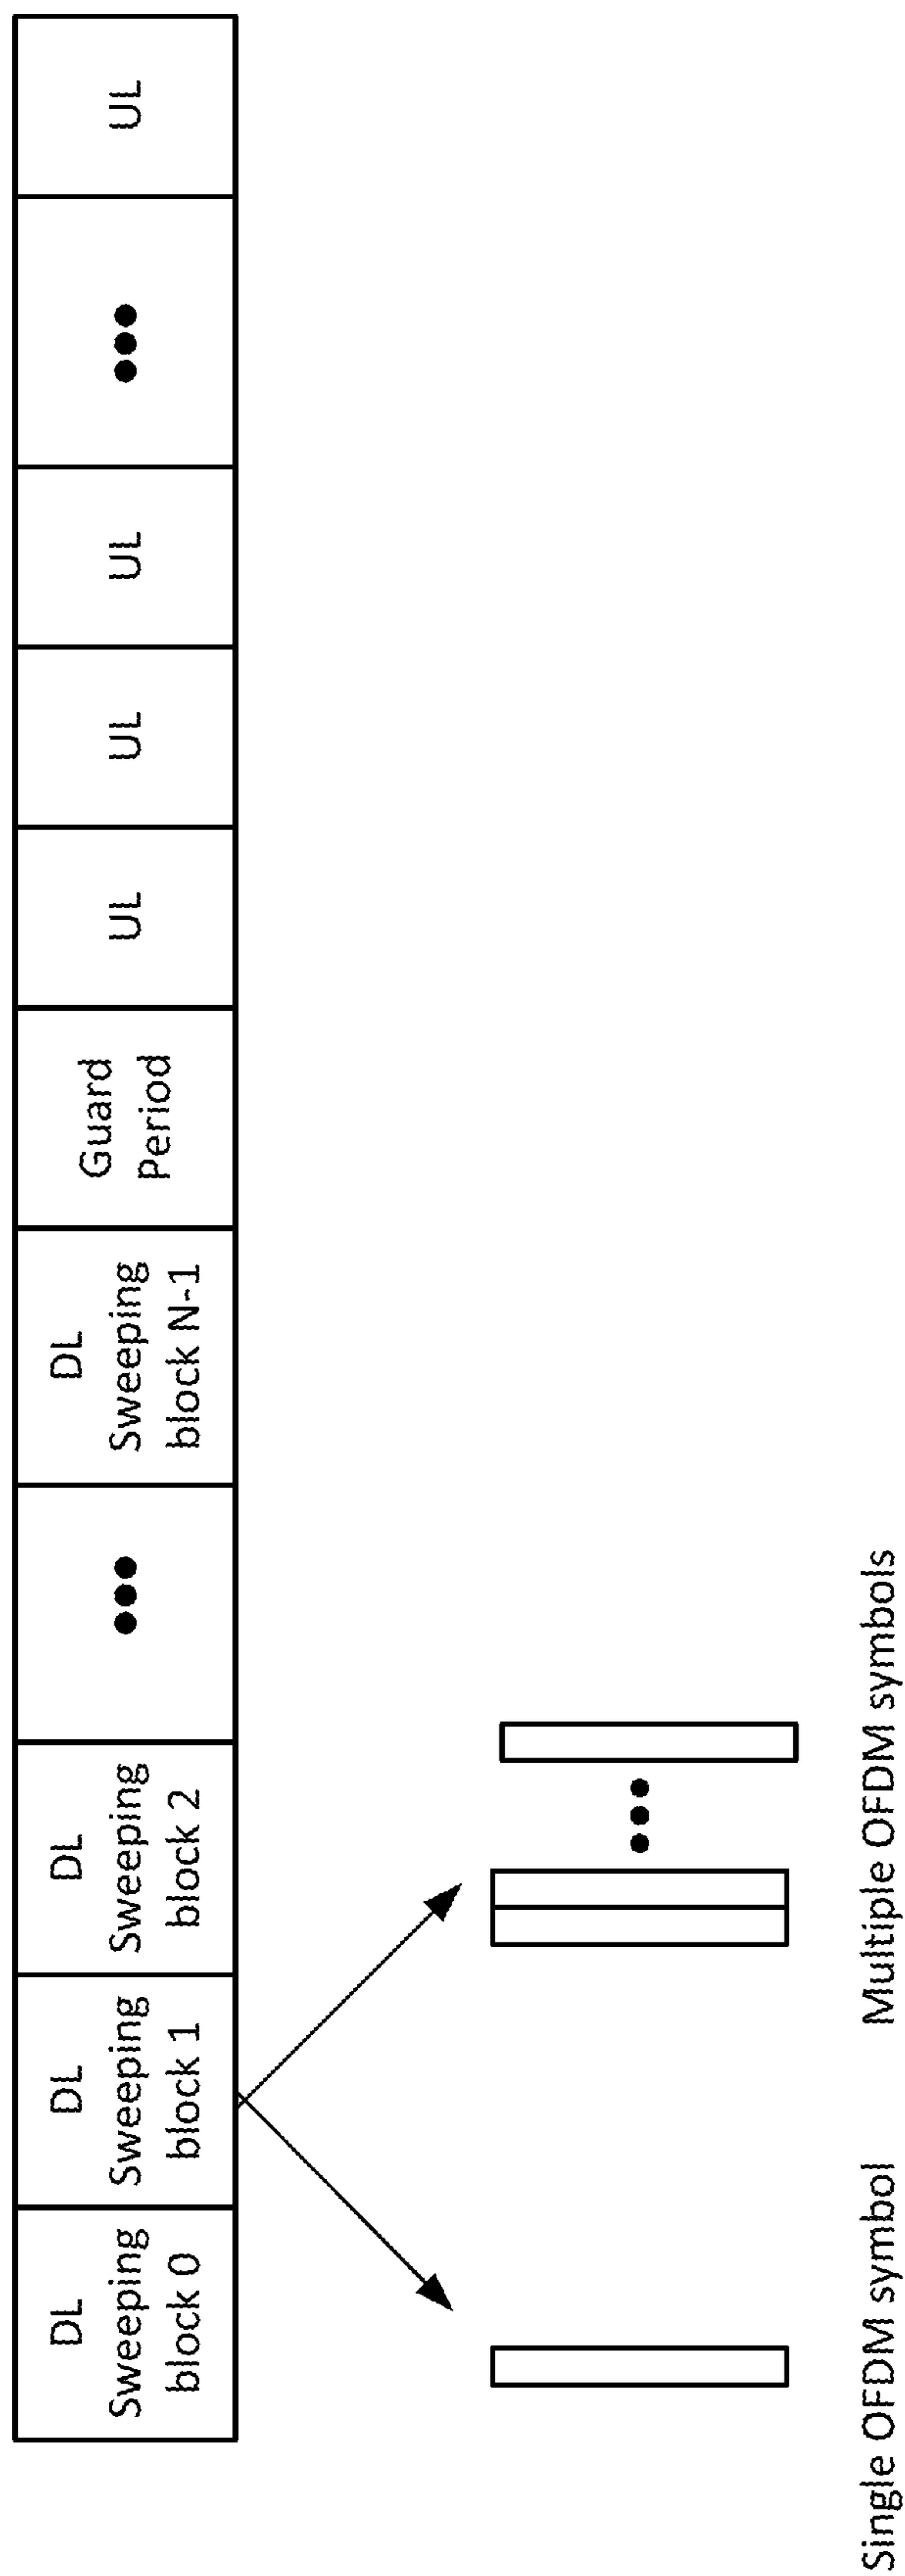 DL
Sweeping
block 0
DL
Sweeping
block 1
DL
Sweeping
block 2
DL
Sweeping
block N-1
Guard
Period
UL
UL
UL
UL
Single OFDM symbol
Multiple OFDM symbols